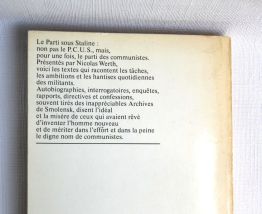 Le Parti sous Staline :
non pas le P.C.U.S., mais,
pour une fois, le parti des communistes.
Présentés par Nicolas Werth,
voici les textes qui racontent les tâches,
les ambitions et les hantises quotidiennes
des militants.
Autobiographies, interrogatoires, enquêtes,
rapports, directives et confessions,
souvent tirés des inappréciables Archives
de Smolensk, disent l'idéal
et la misère de ceux qui avaient rêvé
d'inventer l'homme nouveau
et de mériter dans l'effort et dans la peine
le digne nom de communistes.